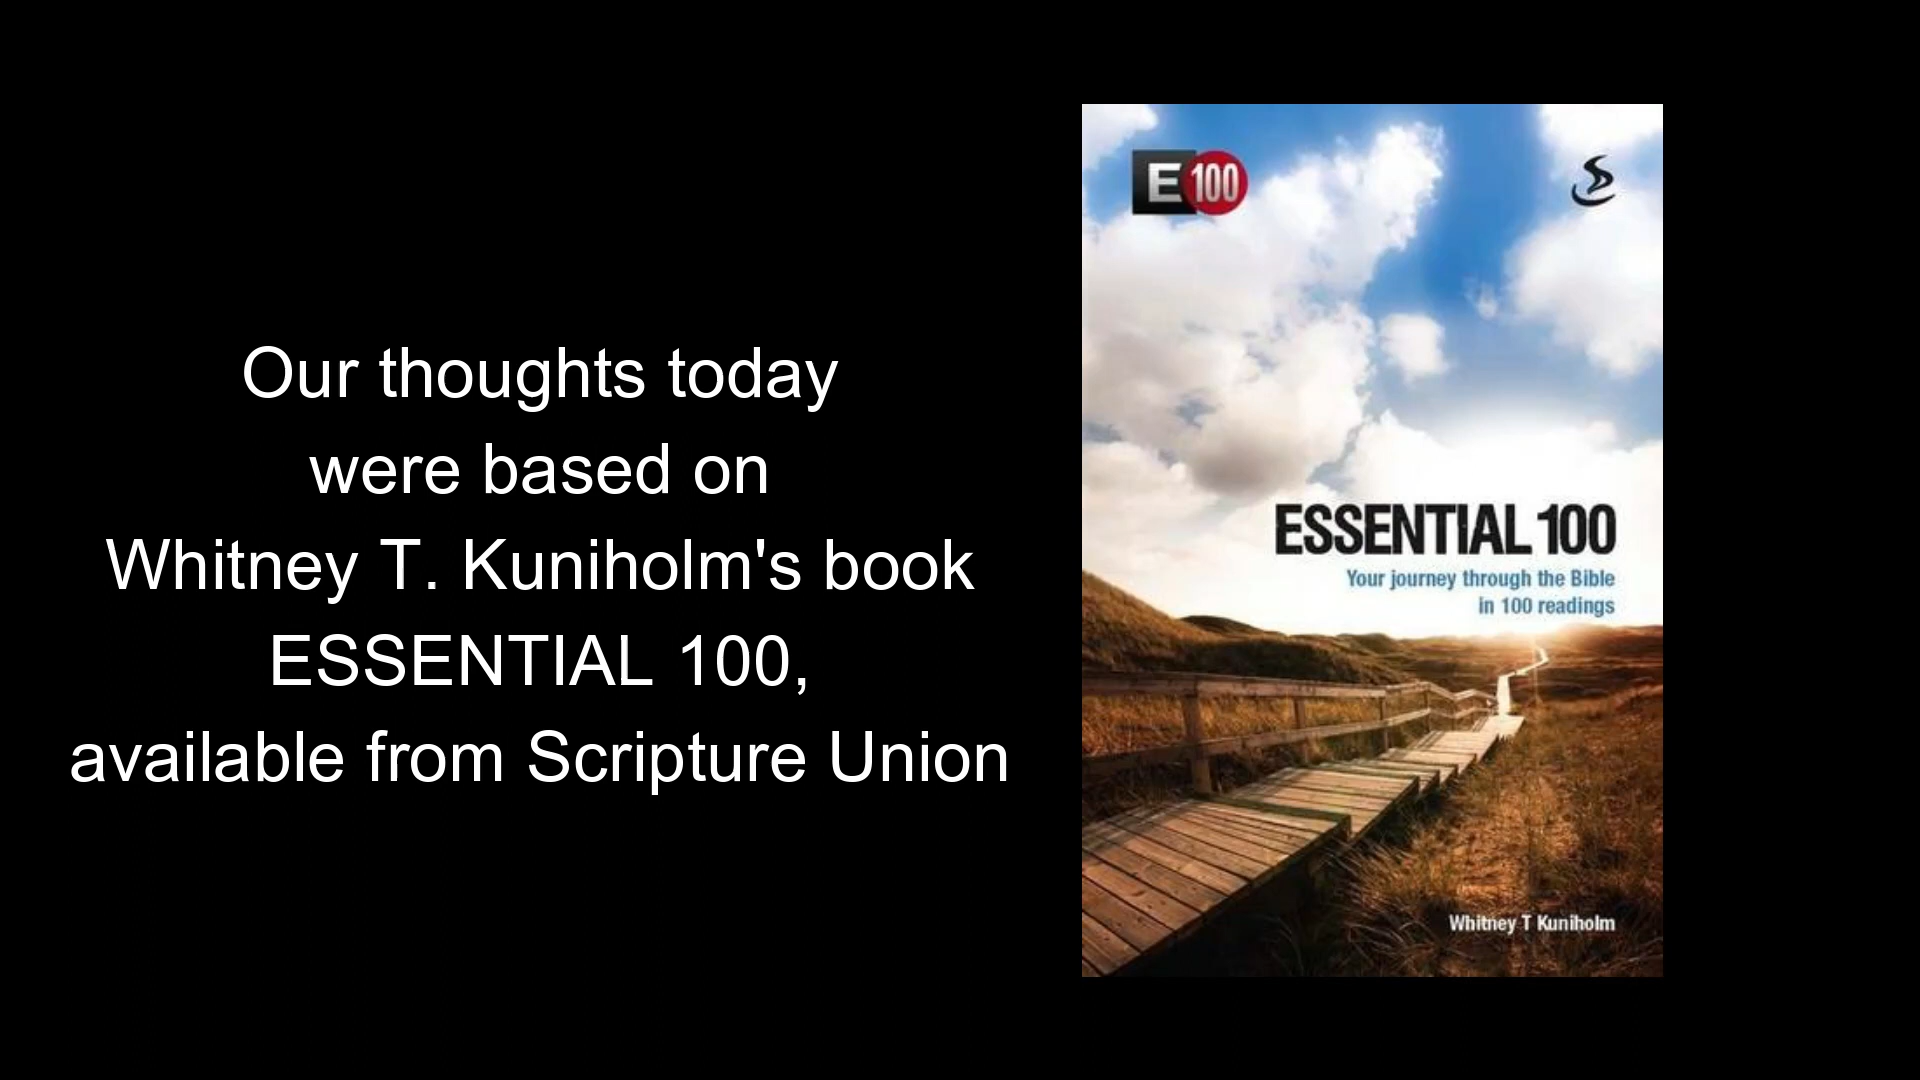 Our thoughts today
were based on
Whitney T. Kuniholm's book
ESSENTIAL 100,
available from Scripture Union
E 100
ESSENTIAL 100
Your journey through the Bible
in 100 readings
Whitney T Kuniholm